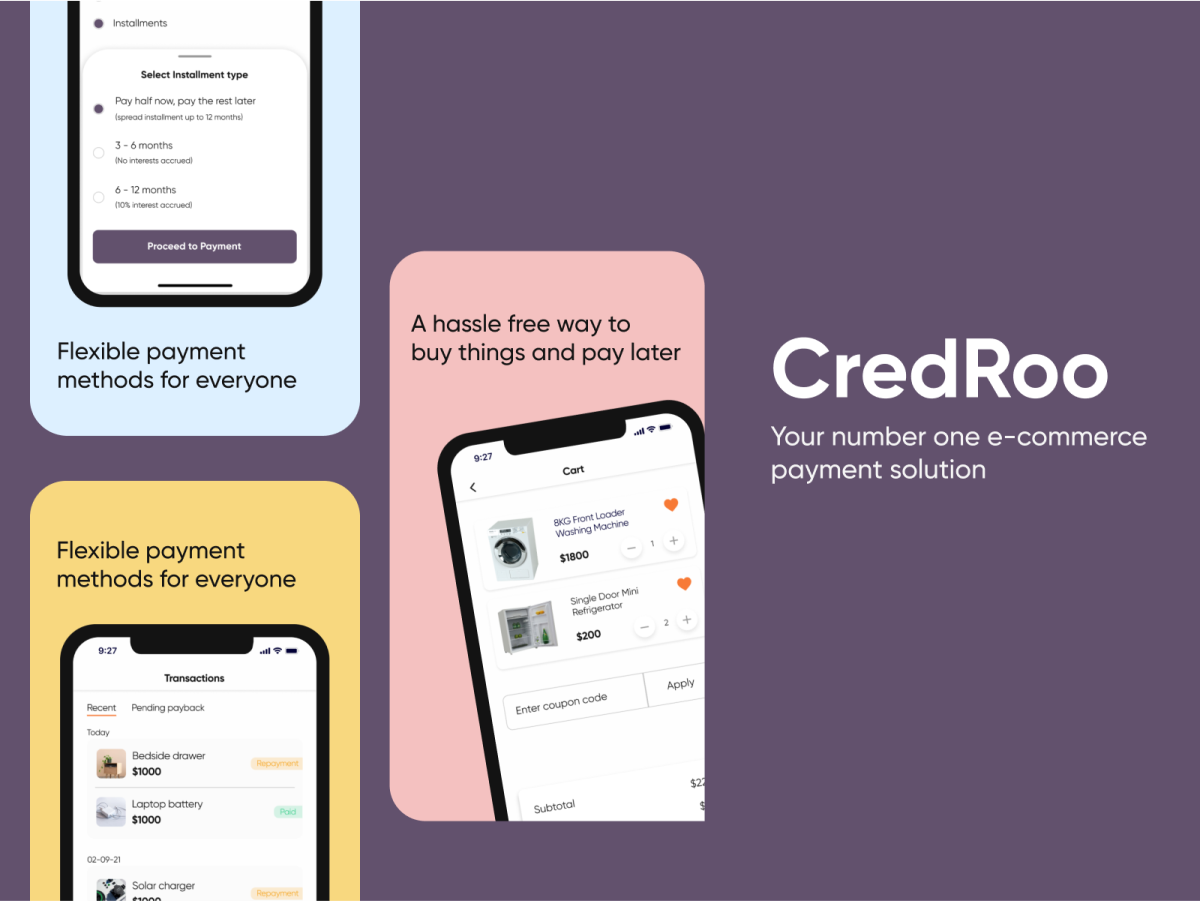 Installments
Select Installment type
Pay half now, pay the rest later
(spread installment up to 12 months)
3 - 6 months
(No interests accrued)
6 - 12 months
(10% interest accrued)
Proceed to Payment
Flexible payment
methods for everyone
Flexible payment
methods for everyone
9:27
Transactions
Recent Pending payback
Today
Bedside drawer
$1000
Repayment
Laptop battery
$1000
Paid
02-09-21
Solar charger
$1000
Repayment
A hassle free way to
buy things and pay later
9:27
Cart
8KG Front Loader
Washing Machine
$1800
1
Single Door Mini
Refrigerator
$200
2
Enter coupon code
Apply
Subtotal
$22
$
CredRoo
Your number one e-commerce
payment solution